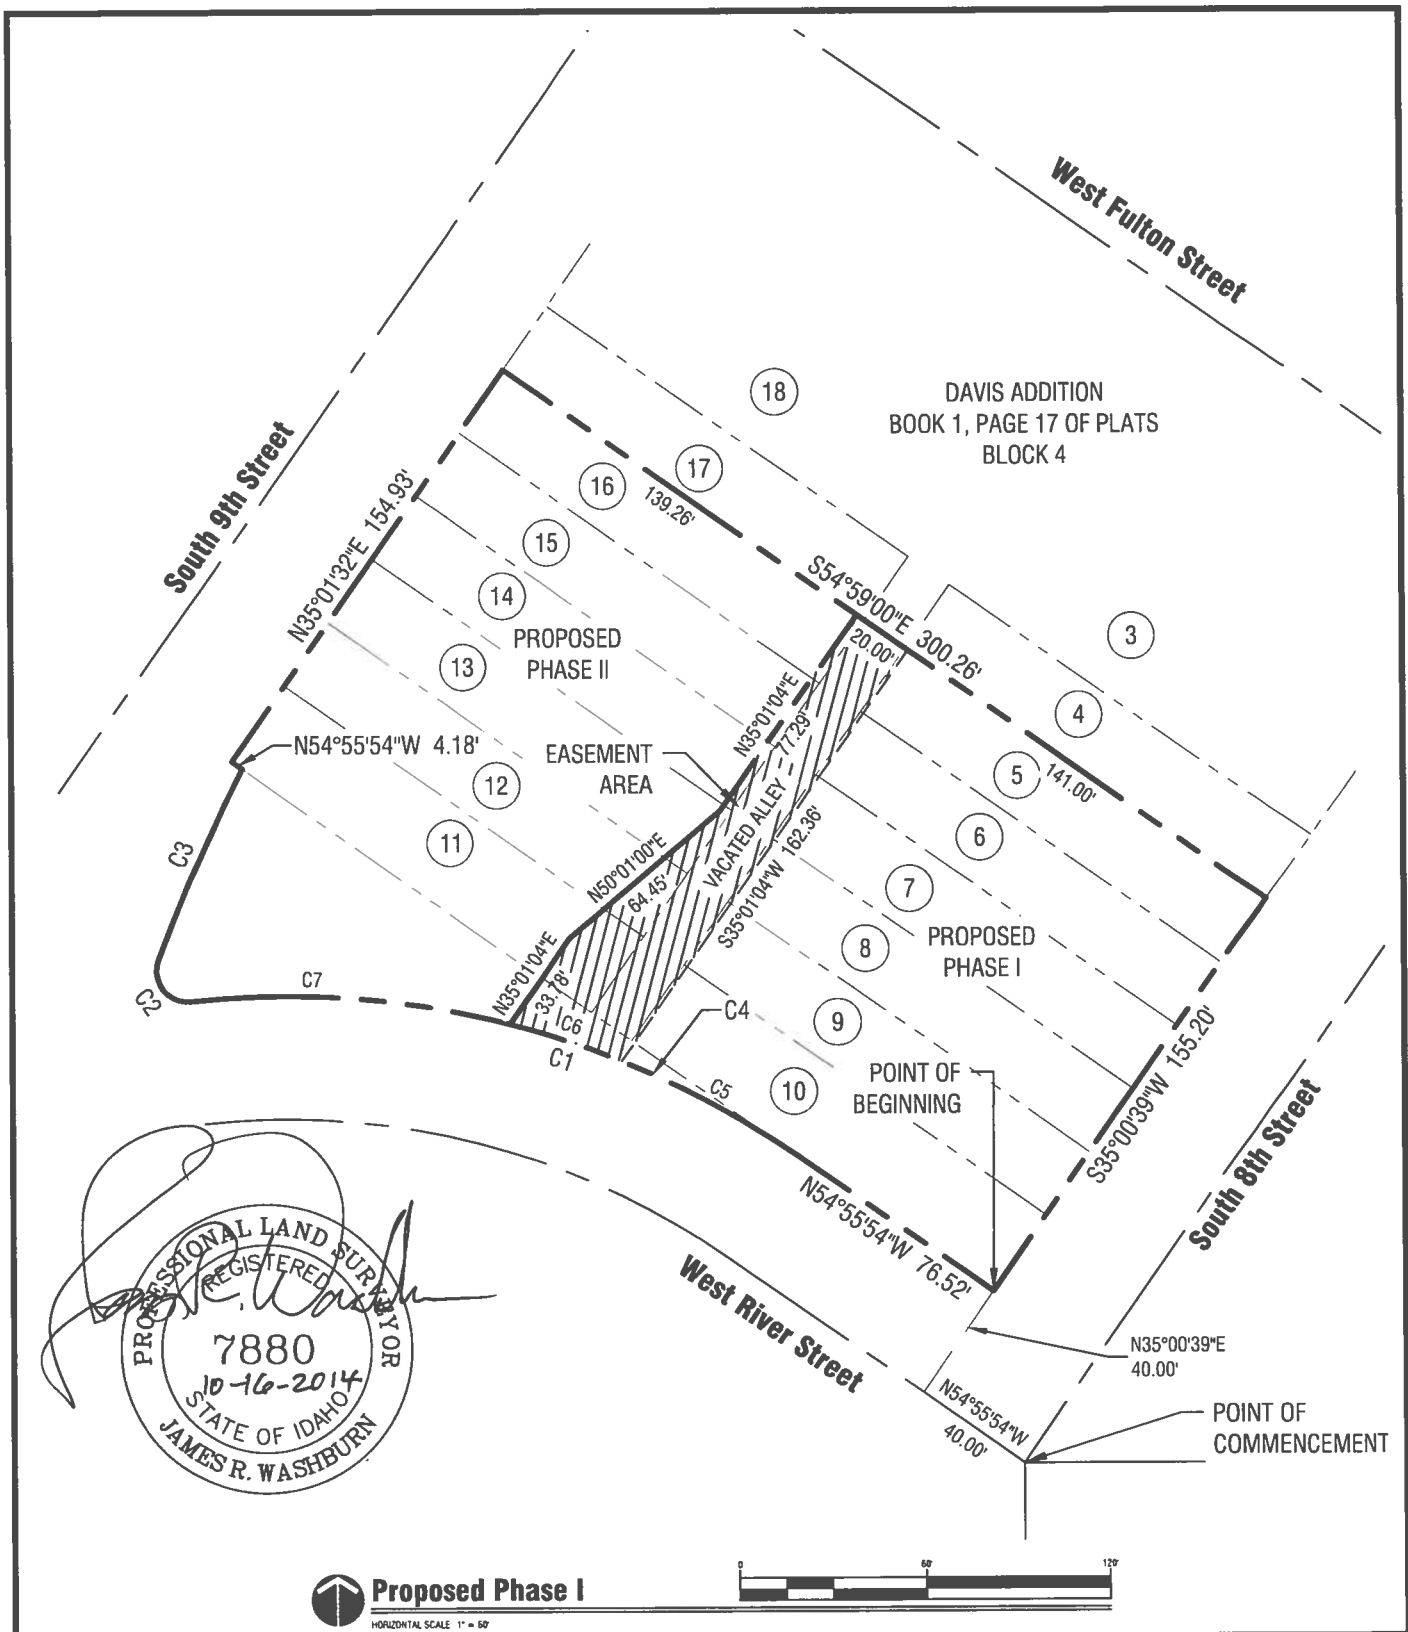 West Fulton Street
18
DAVIS ADDITION
BOOK 1, PAGE 17 OF PLATS
BLOCK 4
South 9th Street
17
16
139.26'
N35°01'32"E 154.93'
15
S54°59'00"E 300.26'
14
20.00'
3
PROPOSED
PHASE II
13
4
N35°01'04"E
77.29'
N54°55'54"W 4.18'
EASEMENT
AREA
5
141.00'
12
6
VACATED ALLEY
C3
11
S35°01'04"W 162.36'
N50°01'00"E
64.45'
7
8
PROPOSED
PHASE I
N35°01'04"E
33.78'
C7
C2
C4
C6
9
C1
C5
10
POINT OF
BEGINNING
S35°00'39"W 155.20'
South 8th Street
N54°55'54"W 76.52'
West River Street
N35°00'39"E
40.00'
N54°55'54"W
40.00'
POINT OF
COMMENCEMENT
PROFESSIONAL LAND SURVEYOR
REGISTERED
7880
10-16-2014
STATE OF IDAHO
JAMES R. WASHBURN
Proposed Phase I
HORIZONTAL SCALE 1" = 60'
0 60' 120'